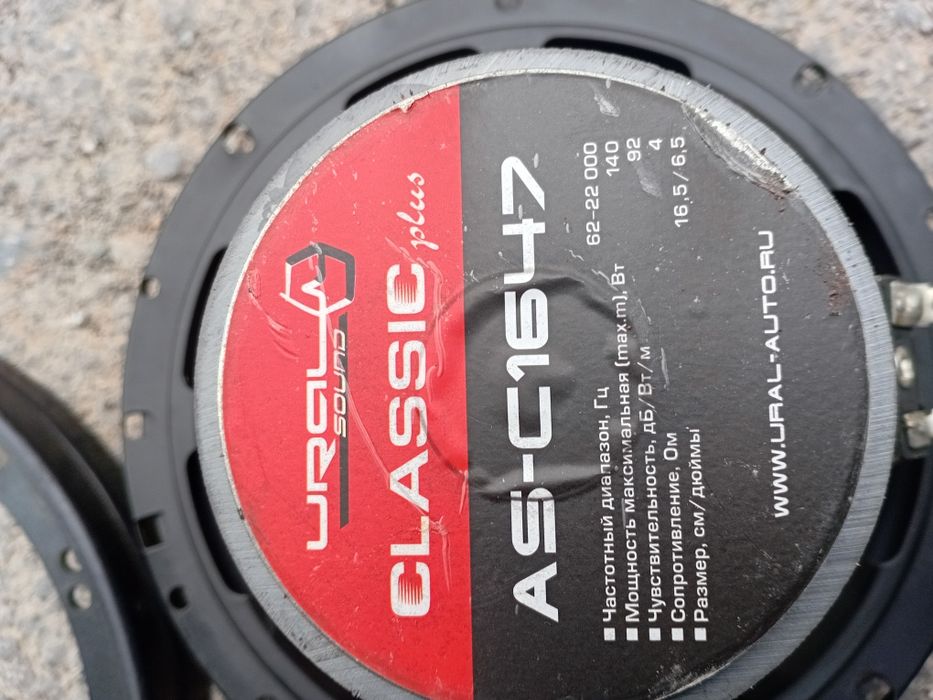 URAL
SOUND
CLASSIC plus
AS-C1647
Частотный диапазон, Гц 62-22 000
Мощность максимальная (max.m), Вт 140
Чувствительность, дБ/Вт/м 92
Сопротивление, Ом 4
Размер, см/дюймы 16,5/6,5
WWW.URAL-AUTO.RU